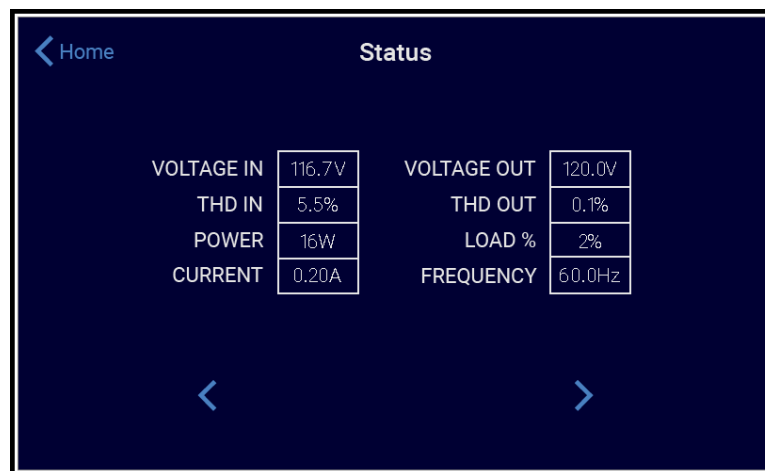 Home
Status
VOLTAGE IN 116.7V VOLTAGE OUT 120.0V
THD IN 5.5% THD OUT 0.1%
POWER 16W LOAD % 2%
CURRENT 0.20A FREQUENCY 60.0Hz